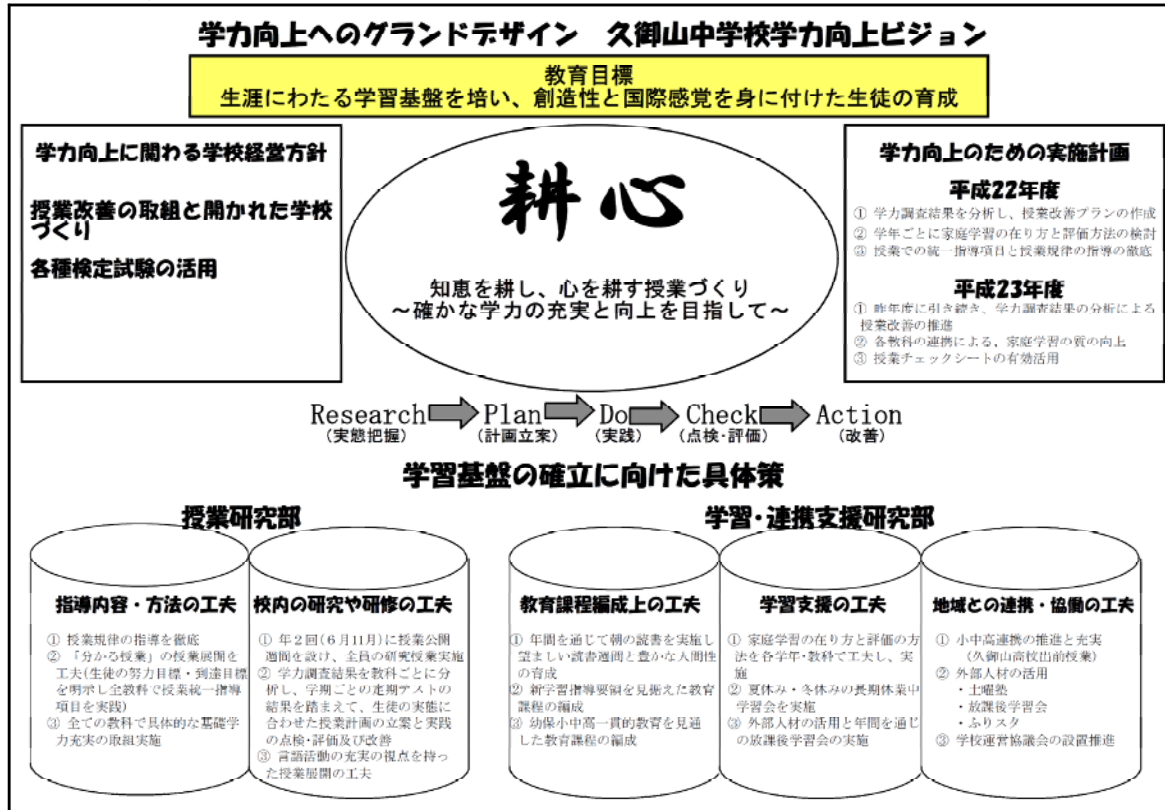 学力向上へのグランドデザイン 久御山中学校学力向上ビジョン
教育目標
生涯にわたる学習基盤を培い、創造性と国際感覚を身に付けた生徒の育成
学力向上に関わる学校経営方針
授業改善の取組と開かれた学校
づくり
各種検定試験の活用
耕心
知恵を耕し、心を耕す授業づくり
～確かな学力の充実と向上を目指して～
学力向上のための実施計画
平成22年度
① 学力調査結果を分析し、授業改善プランの作成
② 学年ごとに家庭学習の在り方と評価方法の検討
③ 授業での統一指導項目と授業規律の指導の徹底
平成23年度
① 昨年度に引き続き、学力調査結果の分析による
授業改善の推進
② 各教科の連携による、家庭学習の質の向上
③ 授業チェックシートの有効活用
Research Plan Do Check Action
(実態把握) (計画立案) (実践) (点検・評価) (改善)
学習基盤の確立に向けた具体策
授業研究部
指導内容・方法の工夫
① 授業規律の指導を徹底
② 「分かる授業」の授業展開を
工夫(生徒の努力目標・到達目標
を明示し全教科で授業統一指導
項目を実践)
③ 全ての教科で具体的な基礎学
力充実の取組実施
校内の研究や研修の工夫
① 年２回(６月11月)に授業公開
週間を設け、全員の研究授業実施
② 学力調査結果を教科ごとに分
析し、学期ごとの定期テストの
結果を踏まえて、生徒の実態に
合わせた授業計画の立案と実践
の点検・評価及び改善
③ 言語活動の充実の視点を持っ
た授業展開の工夫
学習・連携支援研究部
教育課程編成上の工夫
① 年間を通じて朝の読書を実施し
望ましい読書週間と豊かな人間性
の育成
② 新学習指導要領を見据えた教育
課程の編成
③ 幼保小中高一貫的教育を見通
した教育課程の編成
学習支援の工夫
① 家庭学習の在り方と評価の方
法を各学年・教科で工夫し、実
施
② 夏休み・冬休みの長期休業中
学習会を実施
③ 外部人材の活用と年間を通じ
の放課後学習会の実施
地域との連携・協働の工夫
① 小中高連携の推進と充実
(久御山高校出前授業)
② 外部人材の活用
・土曜塾
・放課後学習会
・ふりスタ
③ 学校運営協議会の設置推進